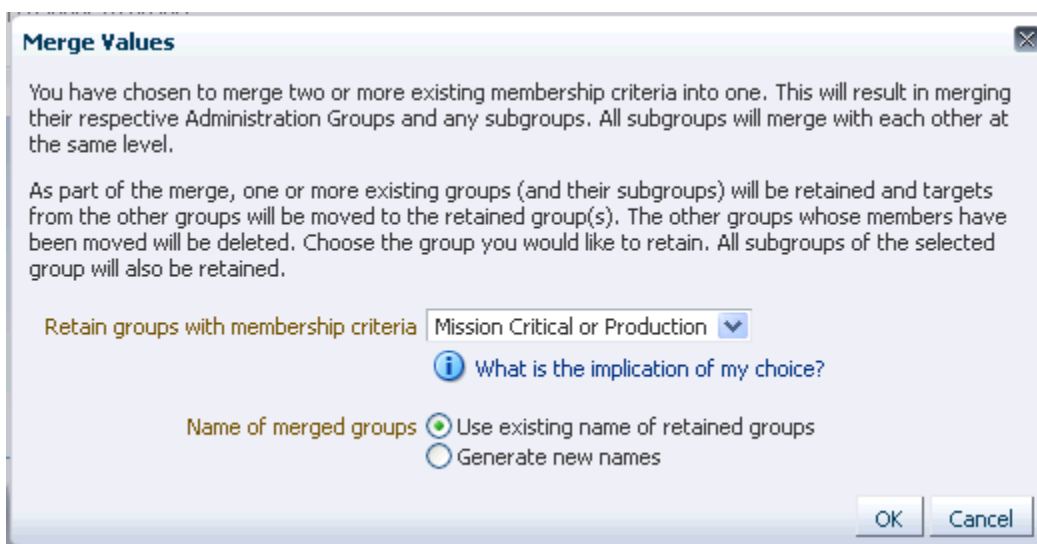 Merge Values
You have chosen to merge two or more existing membership criteria into one. This will result in merging
their respective Administration Groups and any subgroups. All subgroups will merge with each other at
the same level.
As part of the merge, one or more existing groups (and their subgroups) will be retained and targets
from the other groups will be moved to the retained group(s). The other groups whose members have
been moved will be deleted. Choose the group you would like to retain. All subgroups of the selected
group will also be retained.
Retain groups with membership criteria Mission Critical or Production
What is the implication of my choice?
Name of merged groups Use existing name of retained groups
Generate new names
OK Cancel